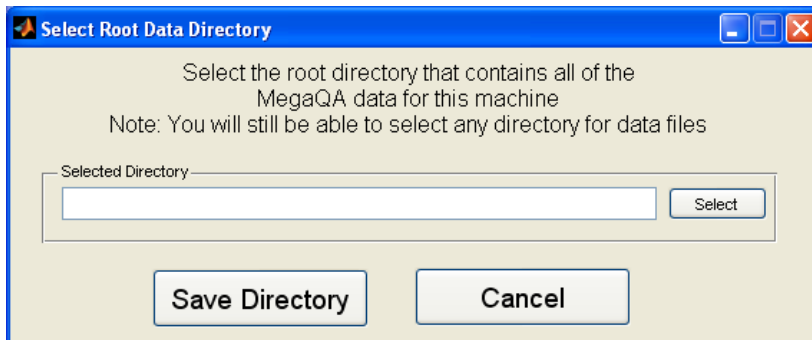 Select Root Data Directory
Select the root directory that contains all of the
MegaQA data for this machine
Note: You will still be able to select any directory for data files
Selected Directory
Select
Save Directory
Cancel